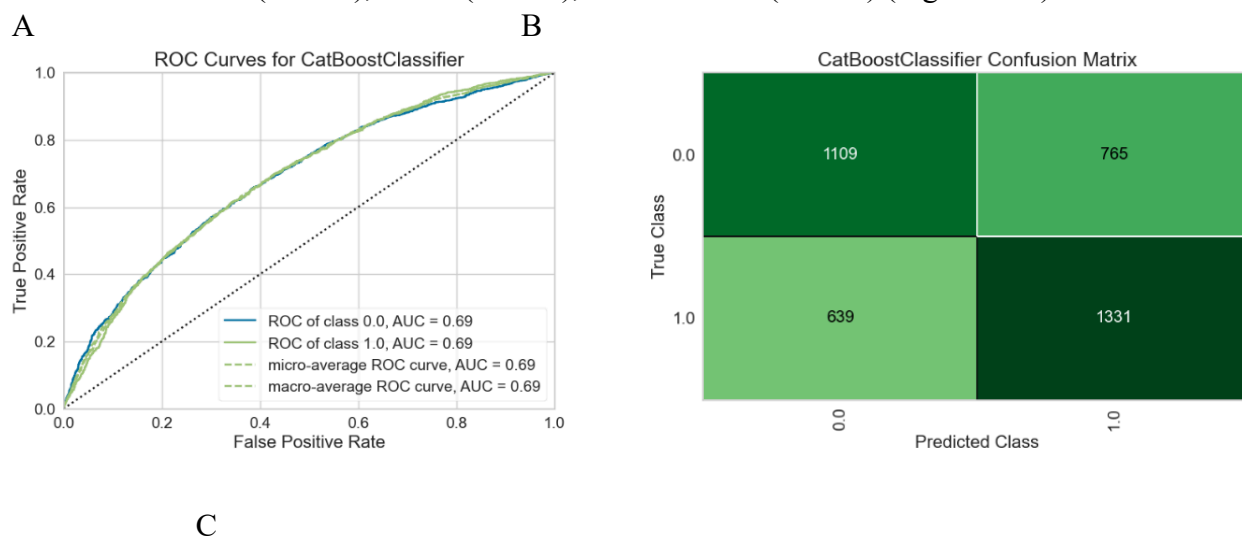 A
B
ROC Curves for CatBoostClassifier
1.0
0.8
0.6
0.4
0.2
0.0
True Positive Rate
ROC of class 0.0, AUC = 0.69
ROC of class 1.0, AUC = 0.69
micro-average ROC curve, AUC = 0.69
macro-average ROC curve, AUC = 0.69
0.0 0.2 0.4 0.6 0.8 1.0
False Positive Rate
CatBoostClassifier Confusion Matrix
True Class
0.0 1109 765
1.0 639 1331
0.0 1.0
Predicted Class
C